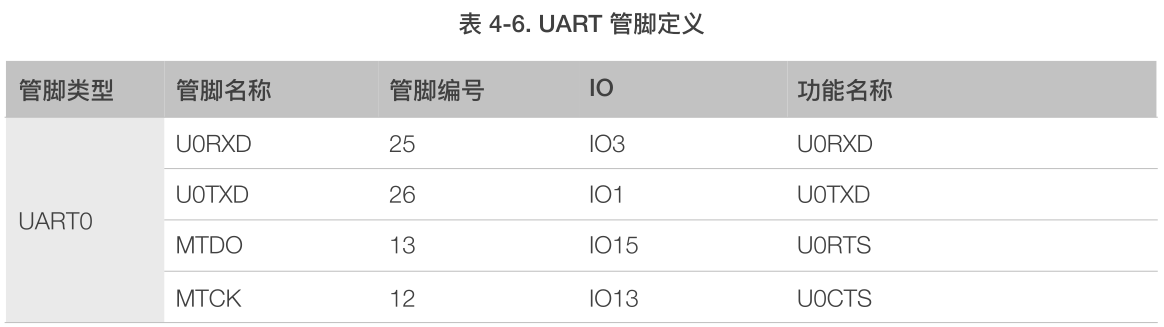 表 4-6. UART 管脚定义
管脚类型 管脚名称 管脚编号 IO 功能名称
UART0
U0RXD 25 IO3 U0RXD
U0TXD 26 IO1 U0TXD
MTDO 13 IO15 U0RTS
MTCK 12 IO13 U0CTS